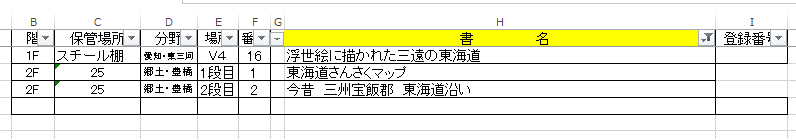 B C D E F G H I
階 保管場所 分野 場所 番 書 名 登録番号
1F スチール棚 愛知・東三河 V4 16 浮世絵に描かれた三遠の東海道
2F 25 郷土・豊橋 1段目 1 東海道さんさくマップ
2F 25 郷土・豊橋 2段目 2 今昔 三州宝飯郡 東海道沿い